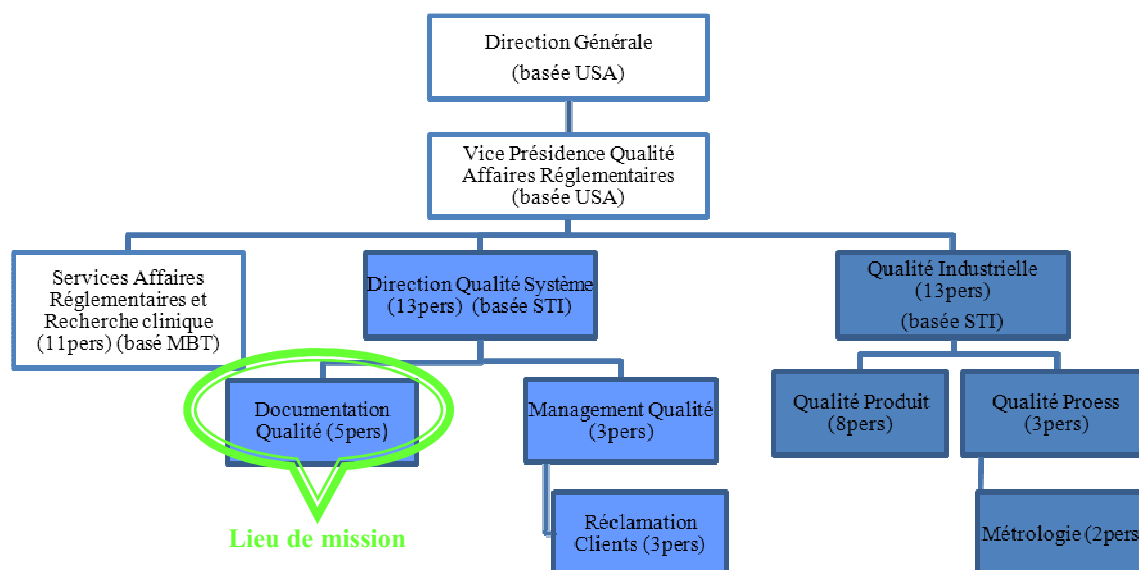 Direction Générale
(basée USA)
Vice Présidence Qualité
Affaires Réglementaires
(basée USA)
Services Affaires
Réglementaires et
Recherche clinique
(11pers) (basé MBT)
Direction Qualité Système
(13pers) (basée STI)
Qualité Industrielle
(13pers)
(basée STI)
Documentation
Qualité (5pers)
Management Qualité
(3pers)
Qualité Produit
(8pers)
Qualité Proess
(3pers)
Lieu de mission
Réclamation
Clients (3pers)
Métrologie (2pers